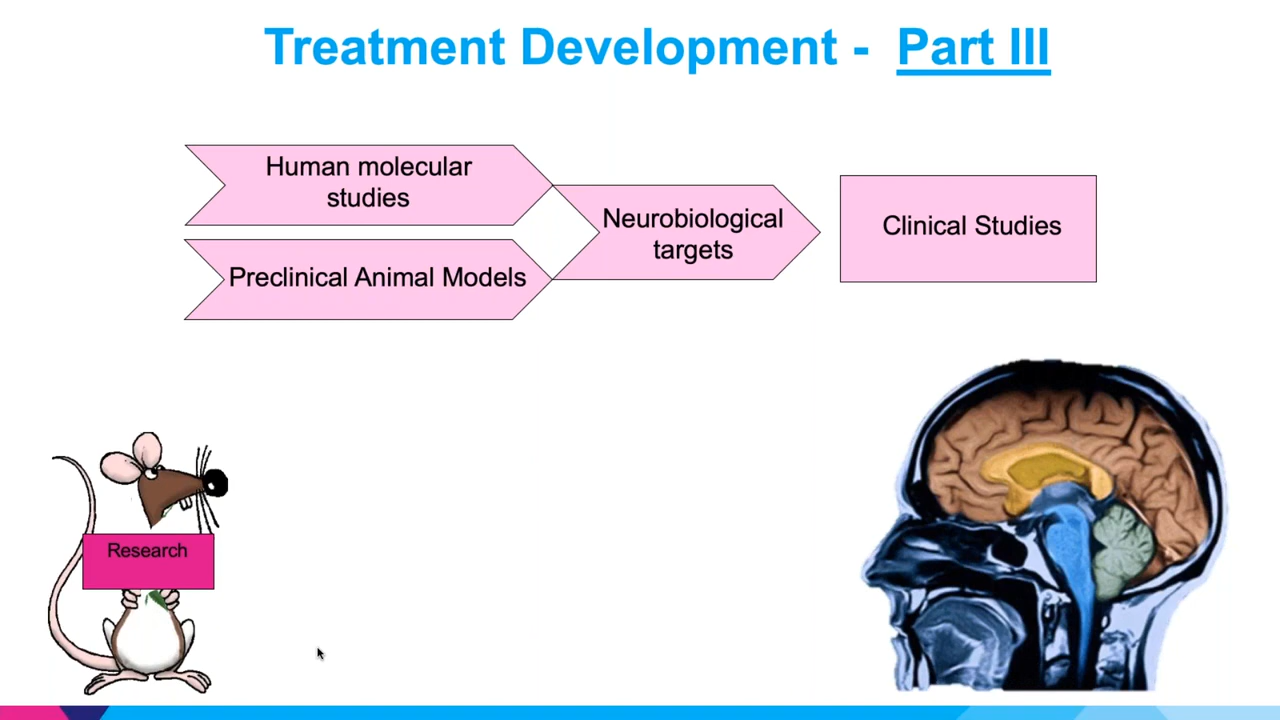 Treatment Development - Part III
Human molecular
studies
Preclinical Animal Models
Neurobiological
targets
Clinical Studies
Research